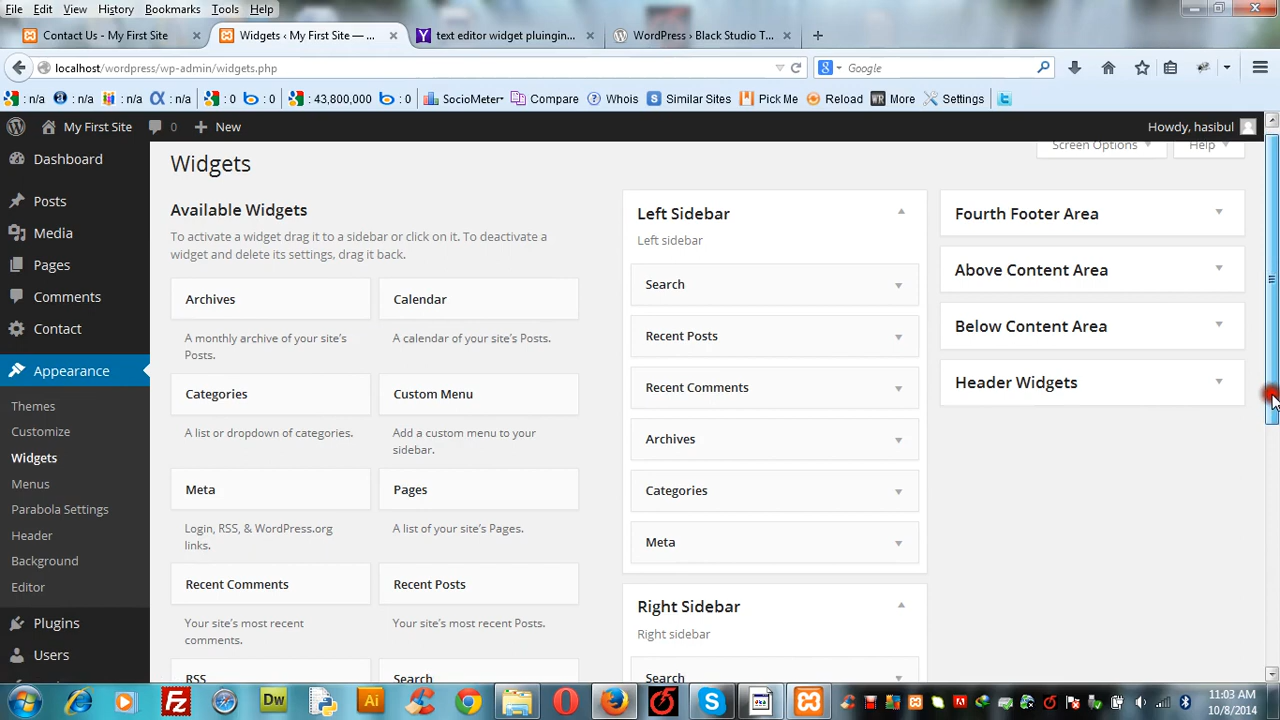 File Edit View History Bookmarks Tools Help
Contact Us - My First Site × Widgets ‹ My First Site — ... × text editor widget pluinging... × WordPress › Black Studio T... × +
localhost/wordpress/wp-admin/widgets.php Google
: n/a : n/a : n/a : n/a : 0 : 0 : 43,800,000 : 0 SocioMeter Compare Whois Similar Sites Pick Me Reload More Settings
My First Site 0 + New Howdy, hasibul
Dashboard
Posts
Media
Pages
Comments
Contact
Appearance
Themes
Customize
Widgets
Menus
Parabola Settings
Header
Background
Editor
Plugins
Users
Screen Options Help
Widgets
Available Widgets
To activate a widget drag it to a sidebar or click on it. To deactivate a
widget and delete its settings, drag it back.
Archives
A monthly archive of your site's
Posts.
Calendar
A calendar of your site's Posts.
Categories
A list or dropdown of categories.
Custom Menu
Add a custom menu to your
sidebar.
Meta
Login, RSS, & WordPress.org
links.
Pages
A list of your site's Pages.
Recent Comments
Your site's most recent
comments.
Recent Posts
Your site's most recent Posts.
RSS
Search
Left Sidebar
Left sidebar
Search
Recent Posts
Recent Comments
Archives
Categories
Meta
Right Sidebar
Right sidebar
Search
Fourth Footer Area
Above Content Area
Below Content Area
Header Widgets
11:03 AM
10/8/2014